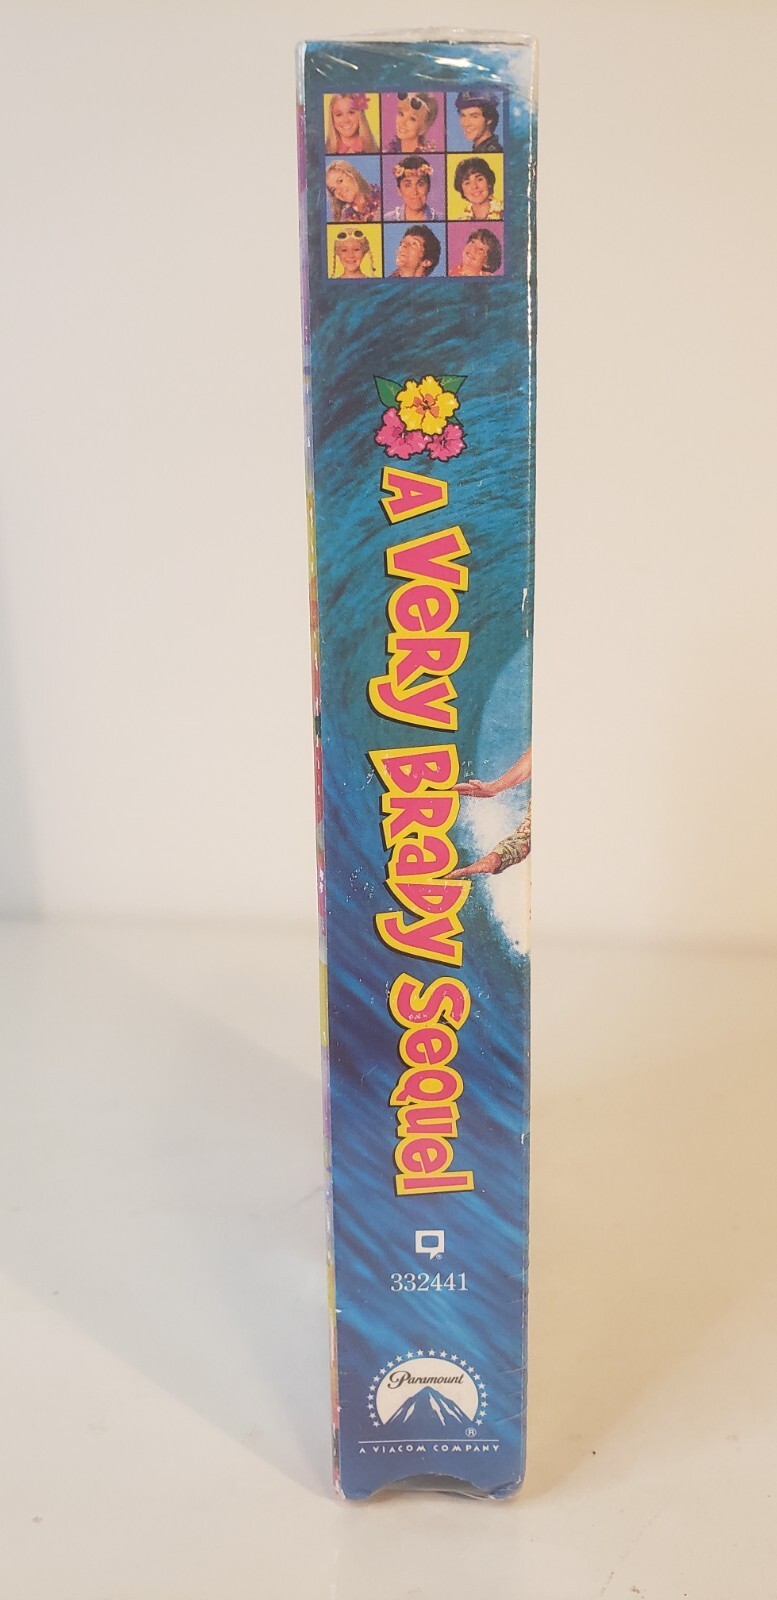 A Very Brady Sequel
332441
Paramount
®
A VIACOM COMPANY